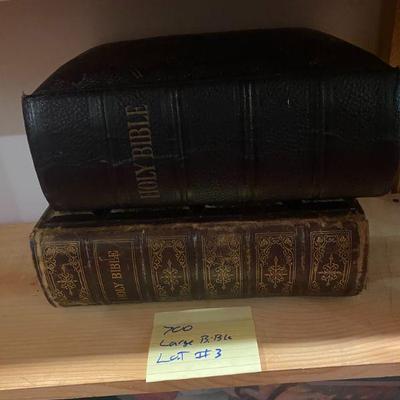 HOLY BIBLE
HOLY BIBLE
700
Large Bible
Lot #3